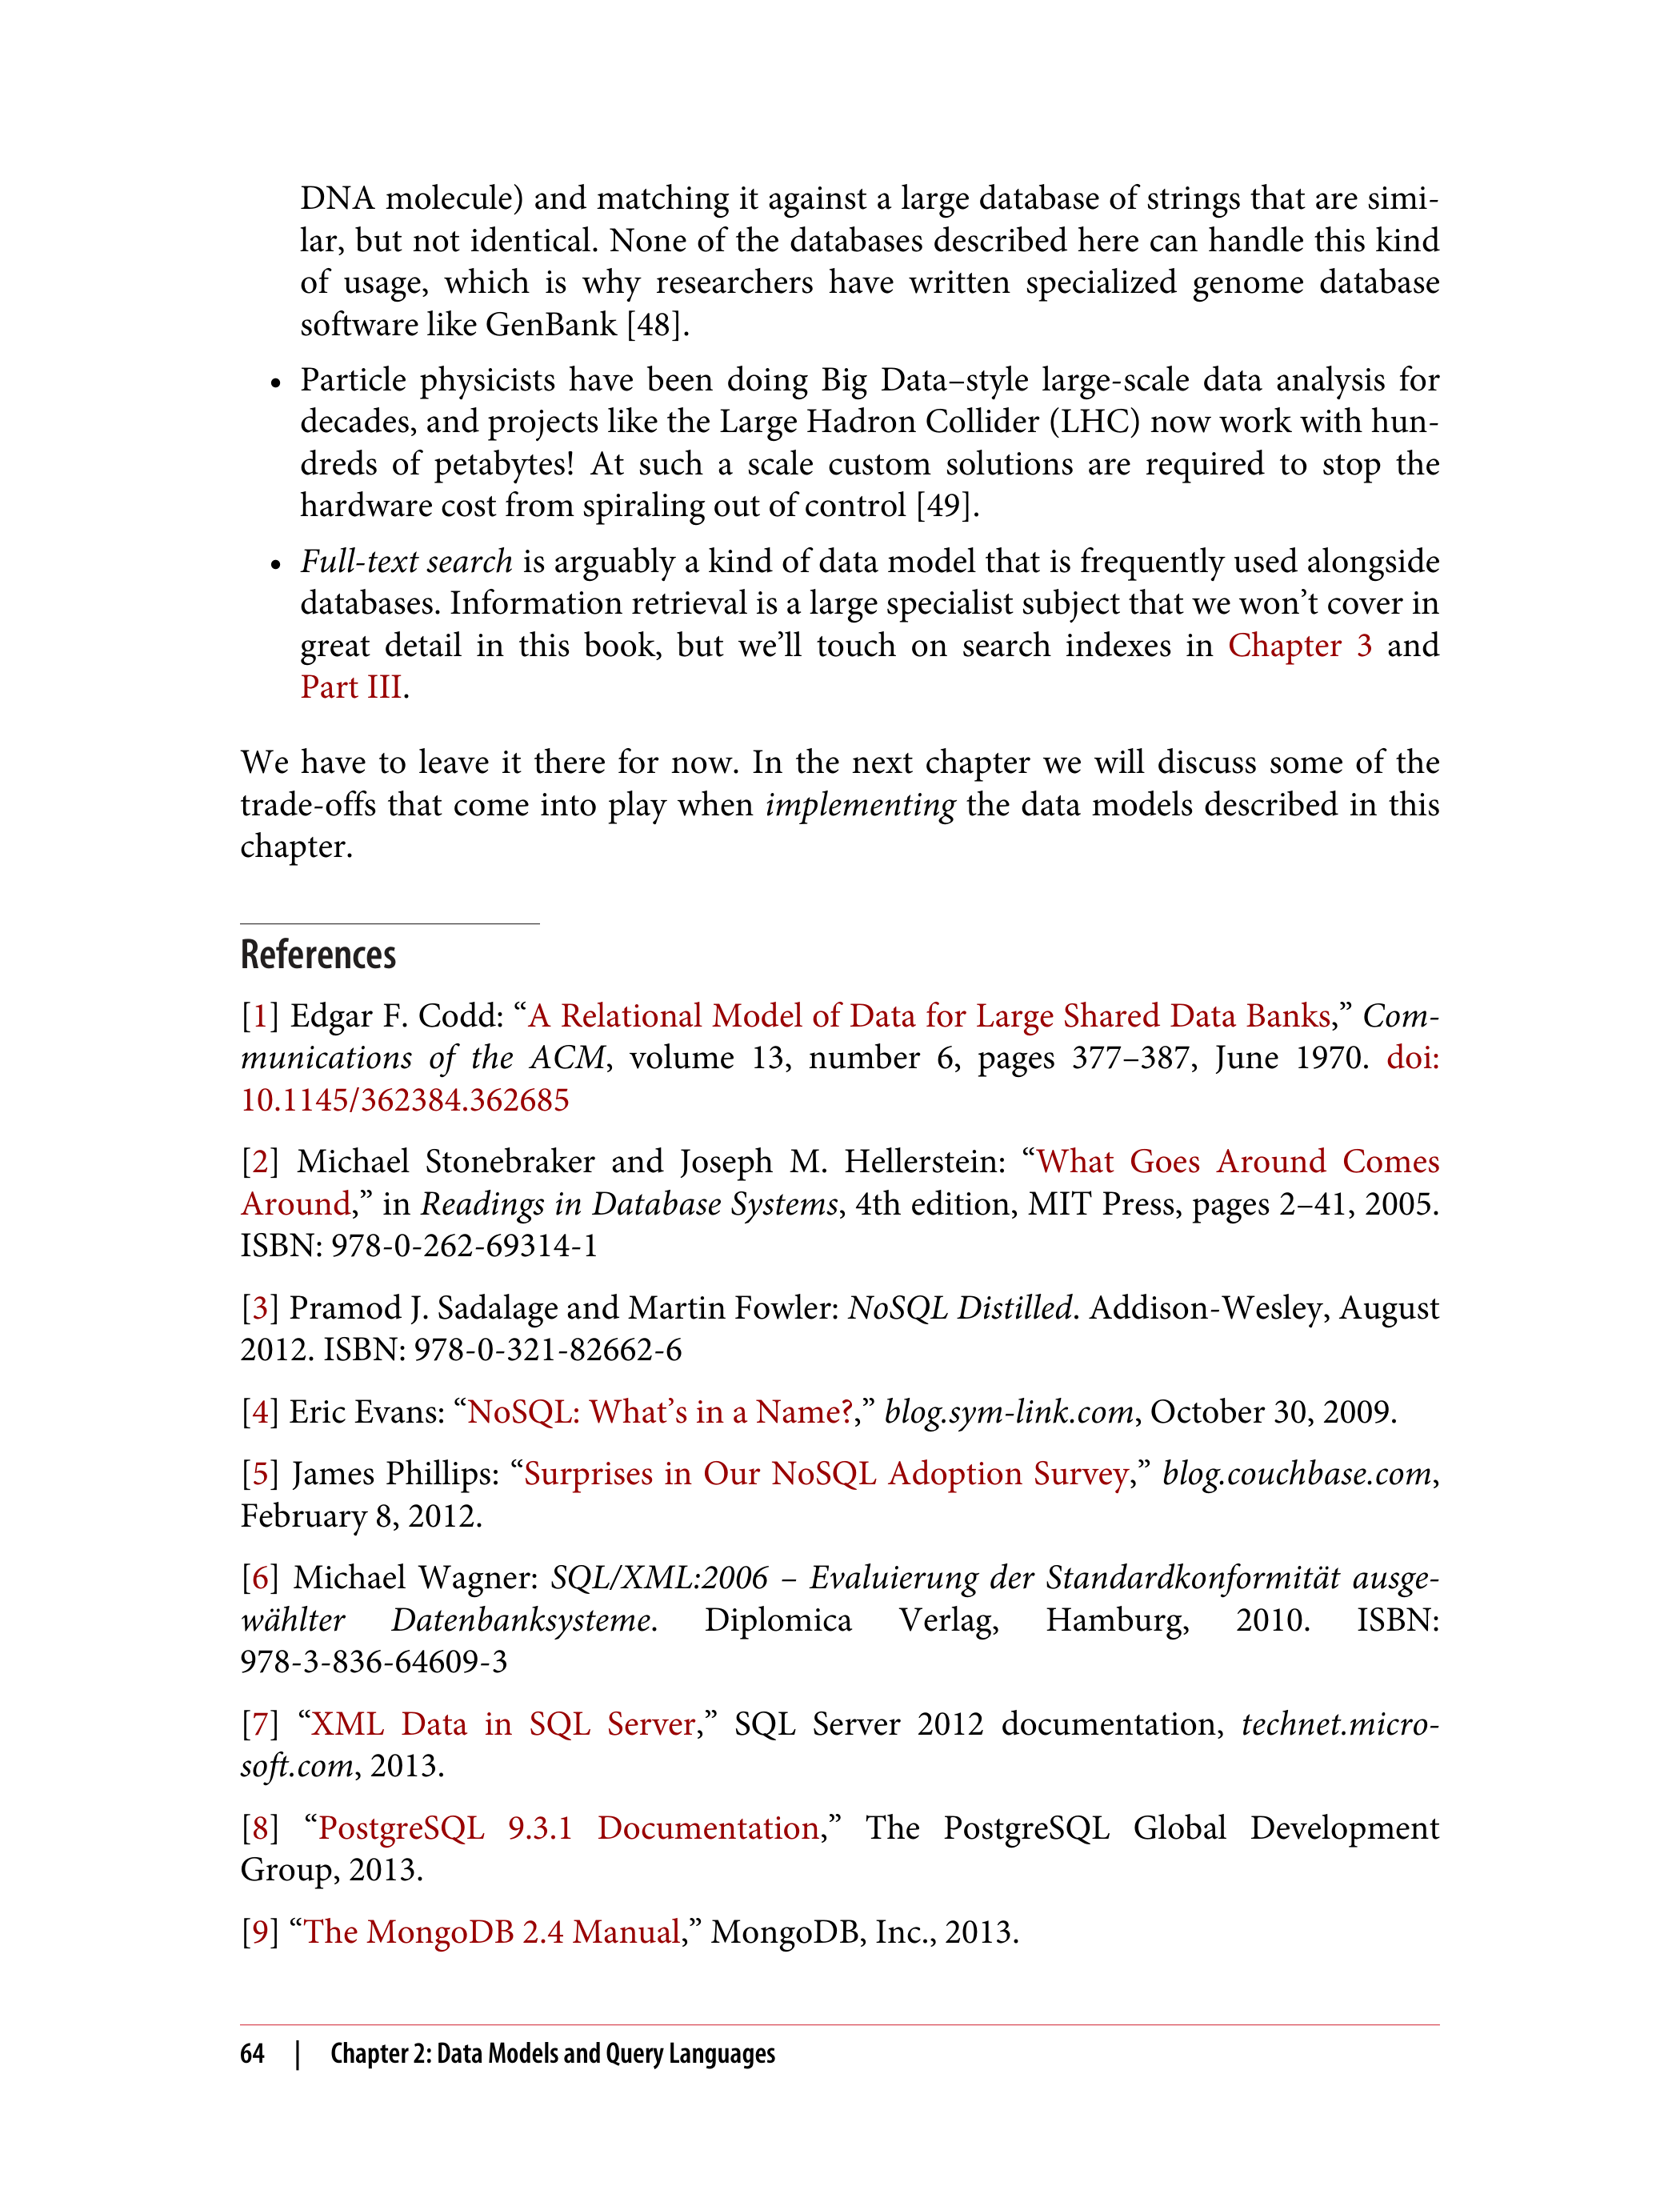 DNA molecule) and matching it against a large database of strings that are simi-
lar, but not identical. None of the databases described here can handle this kind
of usage, which is why researchers have written specialized genome database
software like GenBank [48].
• Particle physicists have been doing Big Data–style large-scale data analysis for
decades, and projects like the Large Hadron Collider (LHC) now work with hun-
dreds of petabytes! At such a scale custom solutions are required to stop the
hardware cost from spiraling out of control [49].
• Full-text search is arguably a kind of data model that is frequently used alongside
databases. Information retrieval is a large specialist subject that we won’t cover in
great detail in this book, but we’ll touch on search indexes in Chapter 3 and
Part III.
We have to leave it there for now. In the next chapter we will discuss some of the
trade-offs that come into play when implementing the data models described in this
chapter.
References
[1] Edgar F. Codd: “A Relational Model of Data for Large Shared Data Banks,” Com-
munications of the ACM, volume 13, number 6, pages 377–387, June 1970. doi:
10.1145/362384.362685
[2] Michael Stonebraker and Joseph M. Hellerstein: “What Goes Around Comes
Around,” in Readings in Database Systems, 4th edition, MIT Press, pages 2–41, 2005.
ISBN: 978-0-262-69314-1
[3] Pramod J. Sadalage and Martin Fowler: NoSQL Distilled. Addison-Wesley, August
2012. ISBN: 978-0-321-82662-6
[4] Eric Evans: “NoSQL: What’s in a Name?,” blog.sym-link.com, October 30, 2009.
[5] James Phillips: “Surprises in Our NoSQL Adoption Survey,” blog.couchbase.com,
February 8, 2012.
[6] Michael Wagner: SQL/XML:2006 – Evaluierung der Standardkonformität ausge-
wählter Datenbanksysteme. Diplomica Verlag, Hamburg, 2010. ISBN:
978-3-836-64609-3
[7] “XML Data in SQL Server,” SQL Server 2012 documentation, technet.micro-
soft.com, 2013.
[8] “PostgreSQL 9.3.1 Documentation,” The PostgreSQL Global Development
Group, 2013.
[9] “The MongoDB 2.4 Manual,” MongoDB, Inc., 2013.
64 | Chapter 2: Data Models and Query Languages